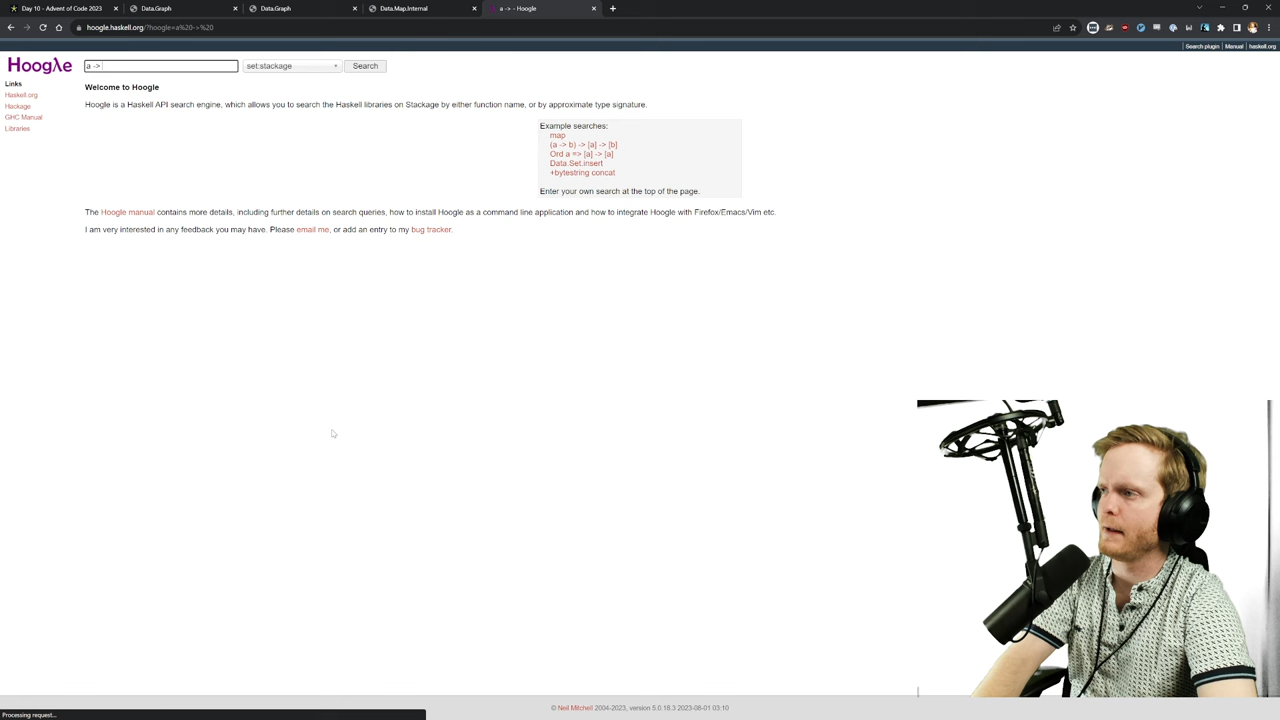 Day 10 - Advent of Code 2023
Data.Graph
Data.Graph
Data.Map.Internal
a -> - Hoogle
hoogle.haskell.org/?hoogle=a%20->%20
Search plugin | Manual | haskell.org
Hoogλe
a ->
set:stackage
Search
Links
Haskell.org
Hackage
GHC Manual
Libraries
Welcome to Hoogle
Hoogle is a Haskell API search engine, which allows you to search the Haskell libraries on Stackage by either function name, or by approximate type signature.
Example searches:
map
(a -> b) -> [a] -> [b]
Ord a => [a] -> [a]
Data.Set.insert
+bytestring concat
Enter your own search at the top of the page.
The Hoogle manual contains more details, including further details on search queries, how to install Hoogle as a command line application and how to integrate Hoogle with Firefox/Emacs/Vim etc.
I am very interested in any feedback you may have. Please email me, or add an entry to my bug tracker.
© Neil Mitchell 2004-2023, version 5.0.18.3 2023-08-01 03:10
Processing request...